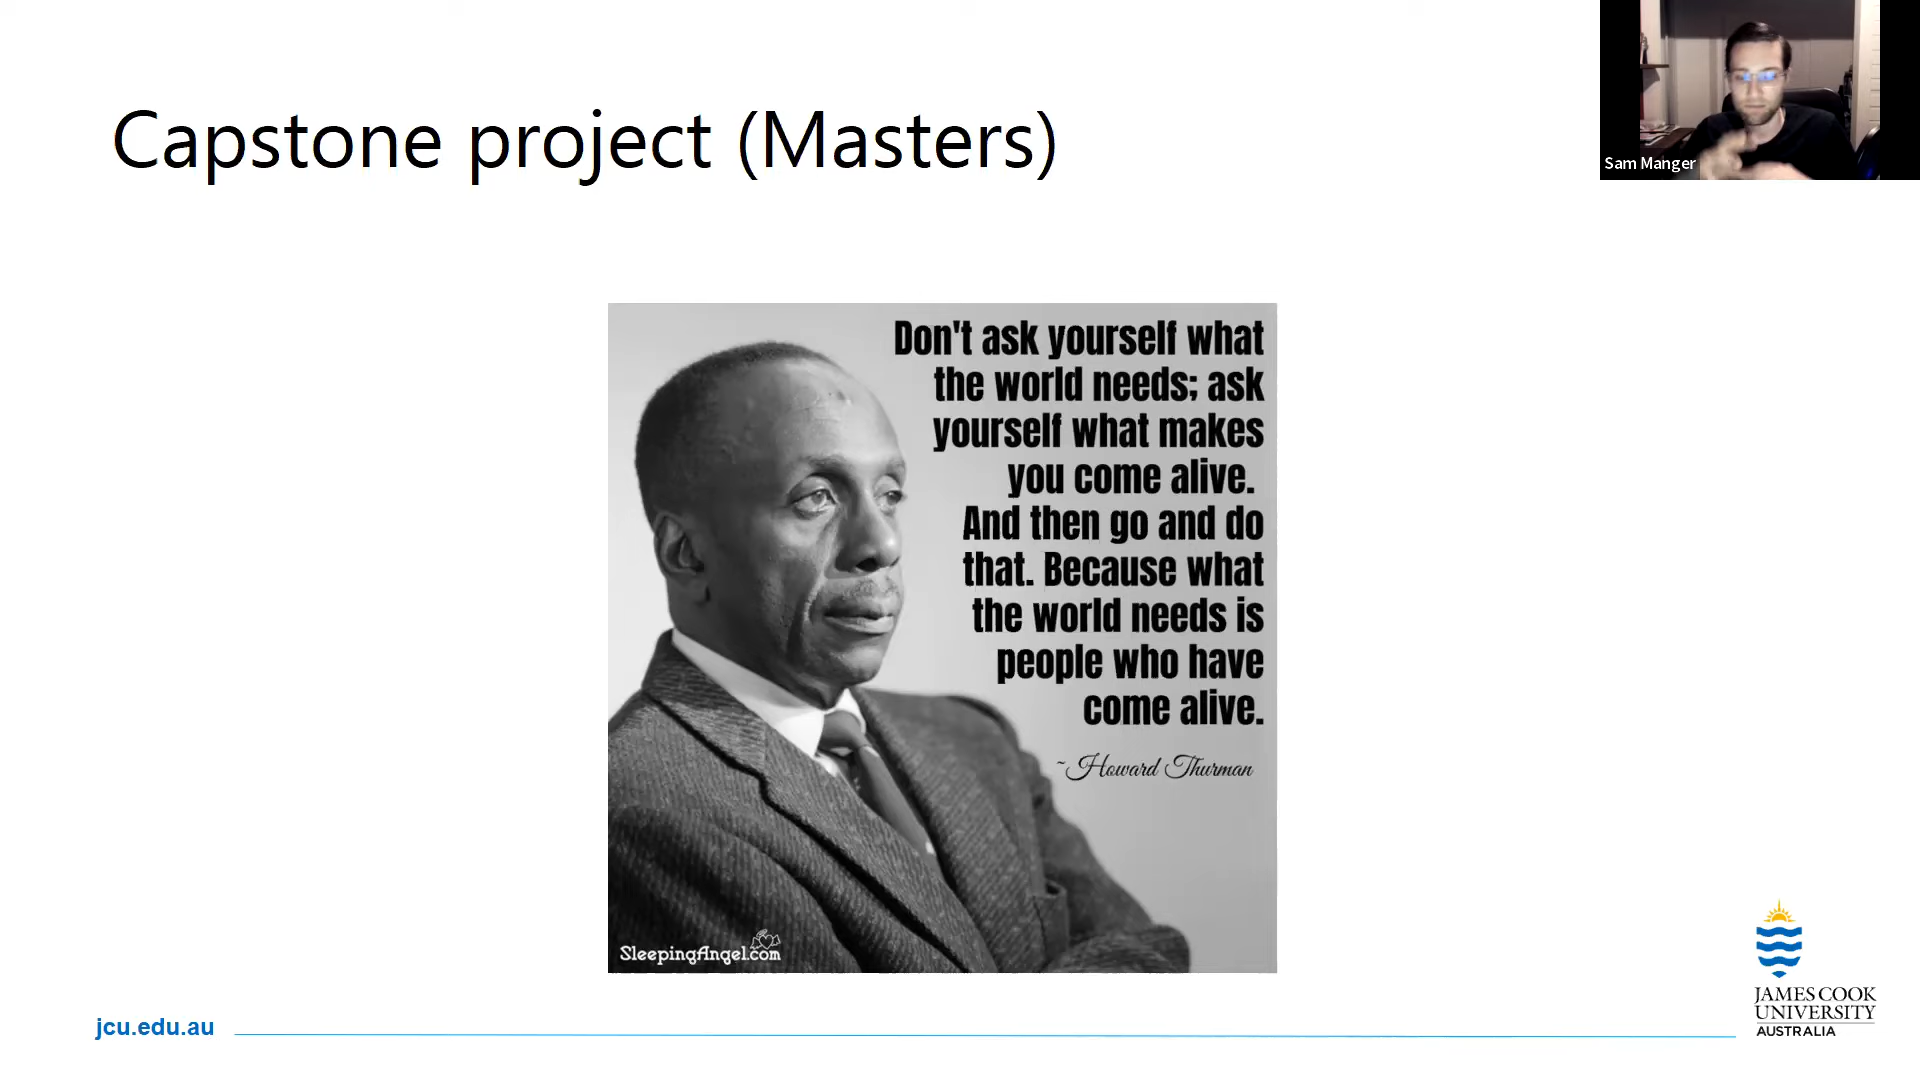 Capstone project (Masters)
Sam Manger
Don't ask yourself what
the world needs; ask
yourself what makes
you come alive.
And then go and do
that. Because what
the world needs is
people who have
come alive.
~Howard Thurman
SleepingAngel.com
jcu.edu.au
JAMES COOK
UNIVERSITY
AUSTRALIA